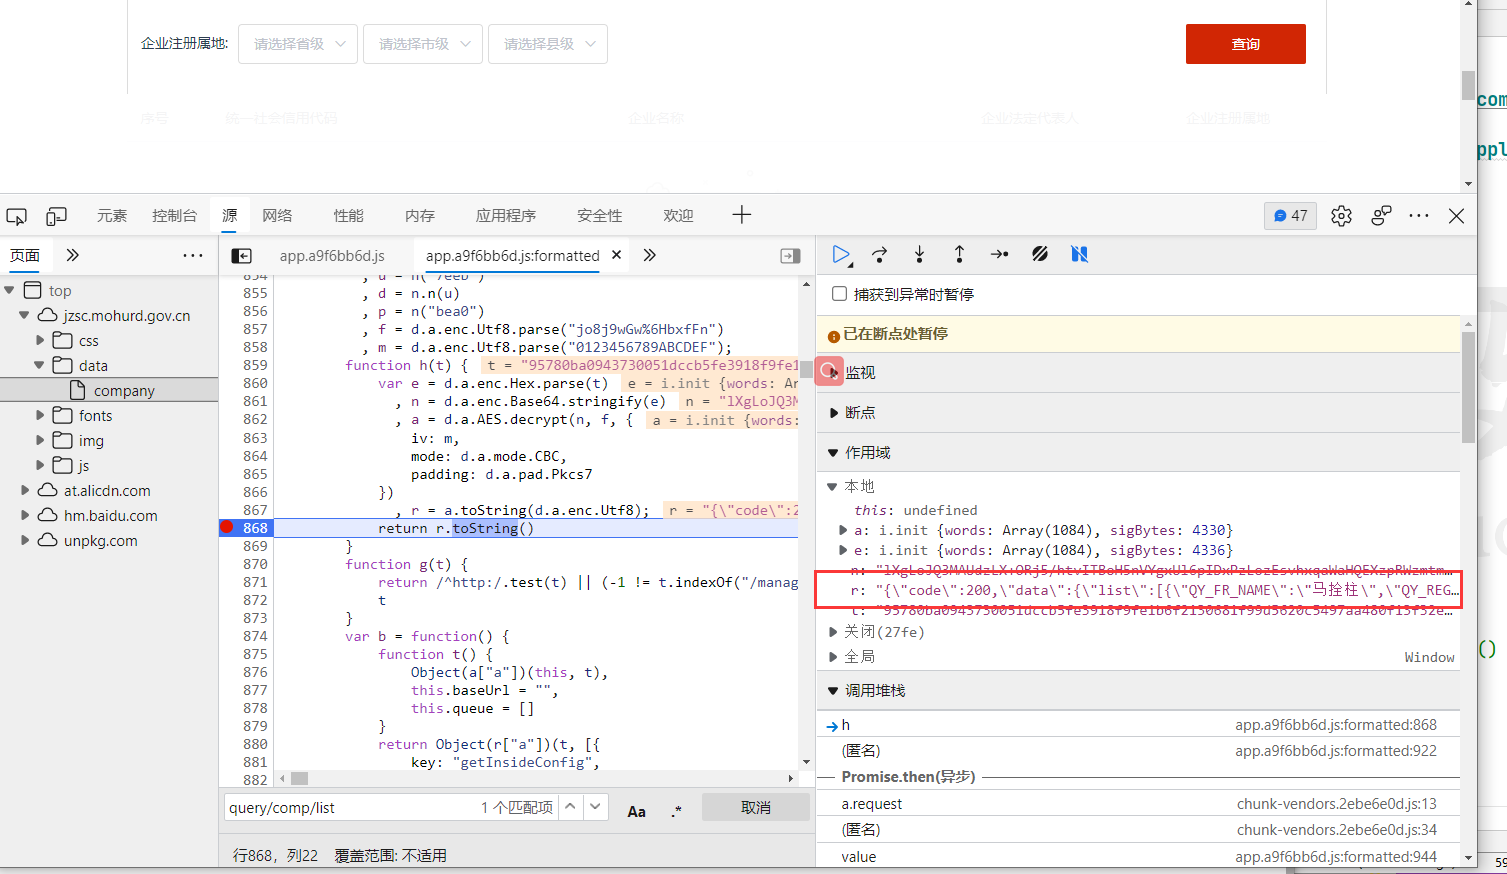 企业注册属地: 请选择省级 请选择市级 请选择县级 查询
序号 统一社会信用代码 企业名称 企业法定代表人 企业注册属地
com
ppl
元素 控制台 源 网络 性能 内存 应用程序 安全性 欢迎 47
页面
app.a9f6bb6d.js app.a9f6bb6d.js:formatted
top
jzsc.mohurd.gov.cn
css
data
company
fonts
img
js
at.alicdn.com
hm.baidu.com
unpkg.com
854 , u = n("7eeb")
855 , d = n.n(u)
856 , p = n("bea0")
857 , f = d.a.enc.Utf8.parse("jo8j9wGw%6HbxfFn")
858 , m = d.a.enc.Utf8.parse("0123456789ABCDEF");
859 function h(t) { t = "95780ba0943730051dccb5fe3918f9fe1
860 var e = d.a.enc.Hex.parse(t) e = i.init {words: Ar
861 , n = d.a.enc.Base64.stringify(e) n = "lXgLoJQ3M
862 , a = d.a.AES.decrypt(n, f, { a = i.init {words:
863 iv: m,
864 mode: d.a.mode.CBC,
865 padding: d.a.pad.Pkcs7
866 })
867 , r = a.toString(d.a.enc.Utf8); r = "{\"code\":2
868 return r.toString()
869 }
870 function g(t) {
871 return /^http:/.test(t) || (-1 != t.indexOf("/manag
872 t
873 }
874 var b = function() {
875 function t() {
876 Object(a["a"])(this, t),
877 this.baseUrl = "",
878 this.queue = []
879 }
880 return Object(r["a"])(t, [{
881 key: "getInsideConfig",
882
query/comp/list 1 个匹配项 Aa .* 取消
行868，列22 覆盖范围: 不适用
捕获到异常时暂停
已在断点处暂停
监视
断点
作用域
本地
this: undefined
a: i.init {words: Array(1084), sigBytes: 4330}
e: i.init {words: Array(1084), sigBytes: 4336}
r: "{\"code\":200,\"data\":{\"list\":[{\"QY_FR_NAME\":\"马拴柱\",\"QY_REG…
t: "95780ba0943730051dccb5fe3918f9fe1b6f2130681f99d5620c5497aa480f13f52e…
关闭(27fe)
全局 Window
()
调用堆栈
h app.a9f6bb6d.js:formatted:868
(匿名) app.a9f6bb6d.js:formatted:922
Promise.then(异步)
a.request chunk-vendors.2ebe6e0d.js:13
(匿名) chunk-vendors.2ebe6e0d.js:34
value app.a9f6bb6d.js:formatted:944
59